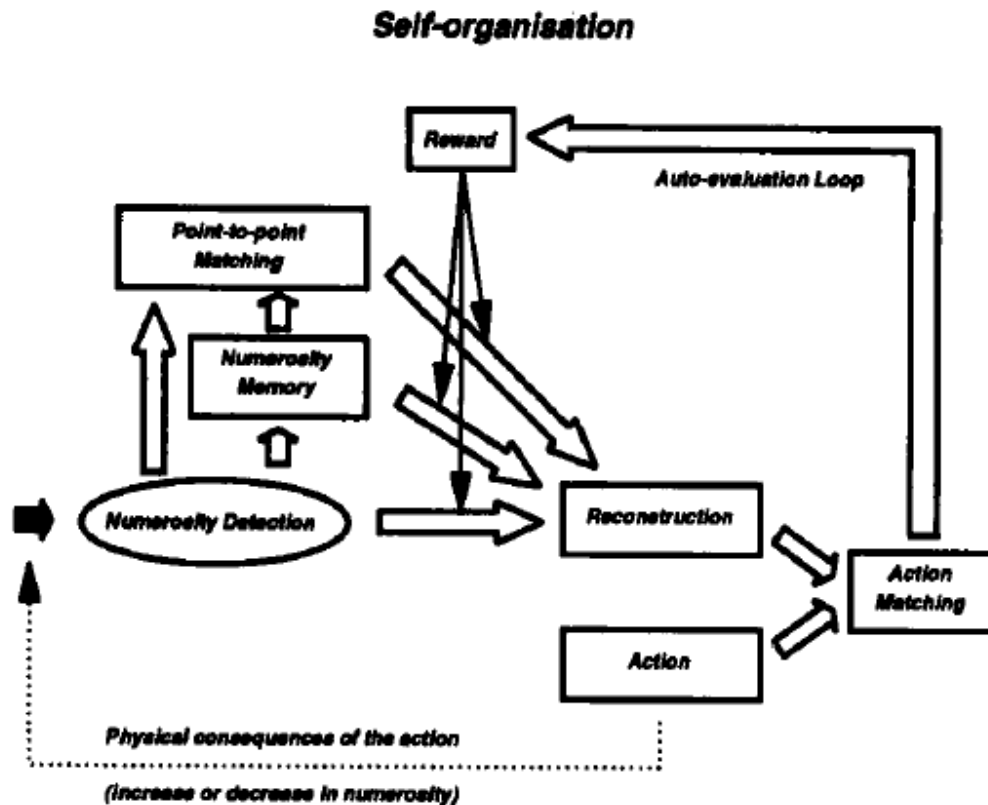 Self-organisation
Reward
Auto-evaluation Loop
Point-to-point
Matching
Numerosity
Memory
Numerosity Detection
Reconstruction
Action
Matching
Action
Physical consequences of the action
(increase or decrease in numerosity)